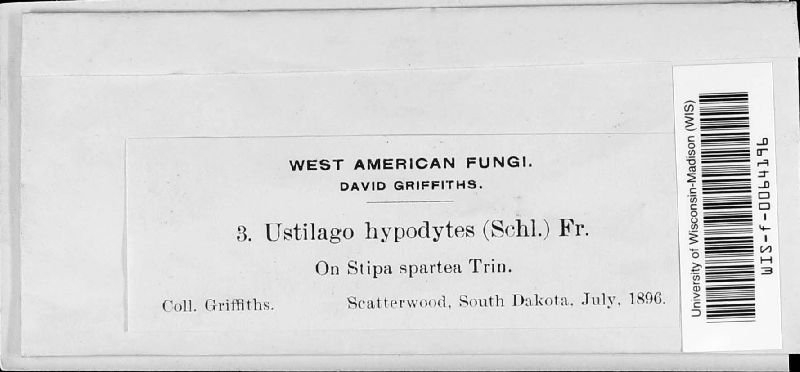 WEST AMERICAN FUNGI.
DAVID GRIFFITHS.
3. Ustilago hypodytes (Schl.) Fr.
On Stipa spartea Trin.
Coll. Griffiths. Scatterwood, South Dakota, July, 1896.
University of Wisconsin-Madison (WIS)
WIS-f-0064196